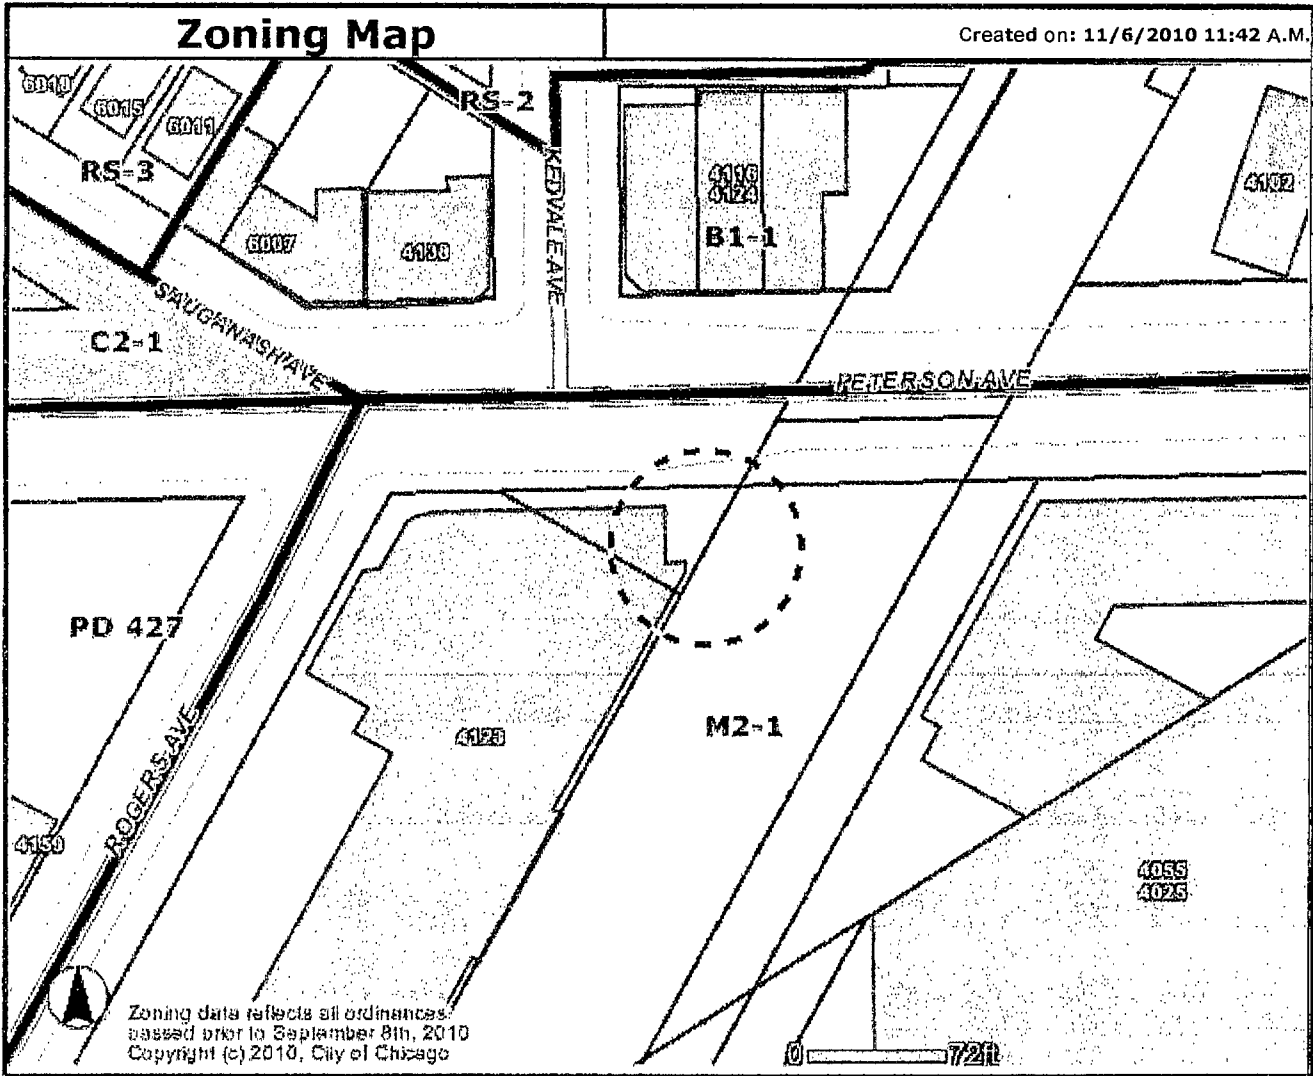 Zoning Map
Created on: 11/6/2010 11:42 A.M.
RS-2
6015
6011
RS-3
KEDVALE AVE
4116
4124
4102
B1-1
6007
4130
SAUGANASH AVE
C2-1
PETERSON AVE
PD 427
M2-1
4123
ROGERS AVE
4150
4055
4025
Zoning data reflects all ordinances
passed prior to September 8th, 2010
Copyright (c) 2010, City of Chicago
0 72ft